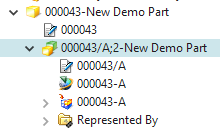 000043-New Demo Part
000043
000043/A;2-New Demo Part
000043/A
000043-A
000043-A
Represented By